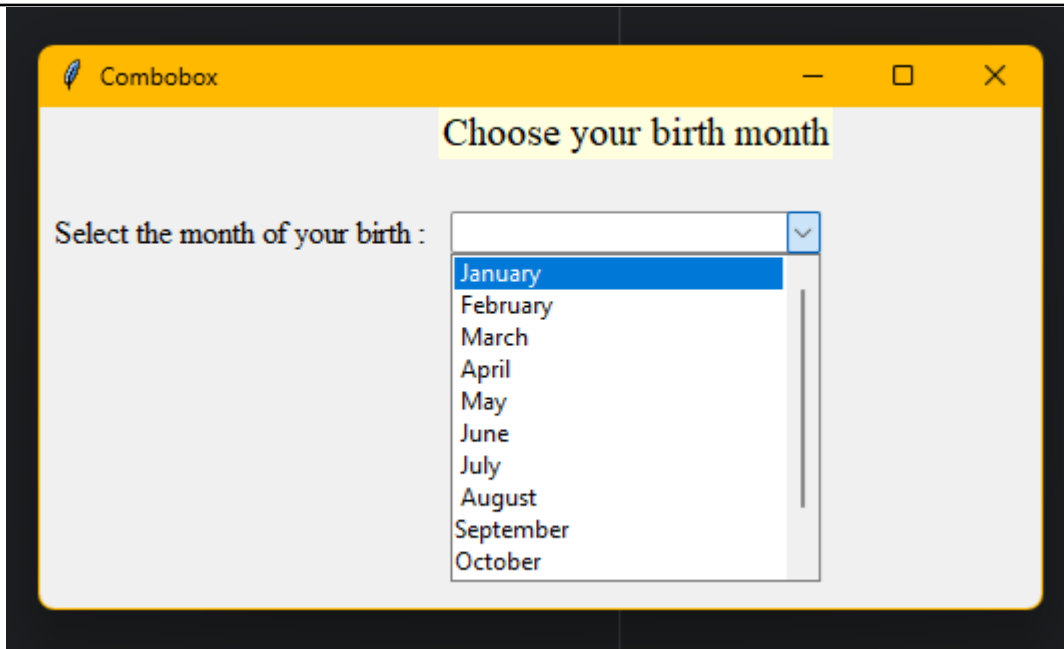 Combobox
Choose your birth month
Select the month of your birth :
January
February
March
April
May
June
July
August
September
October